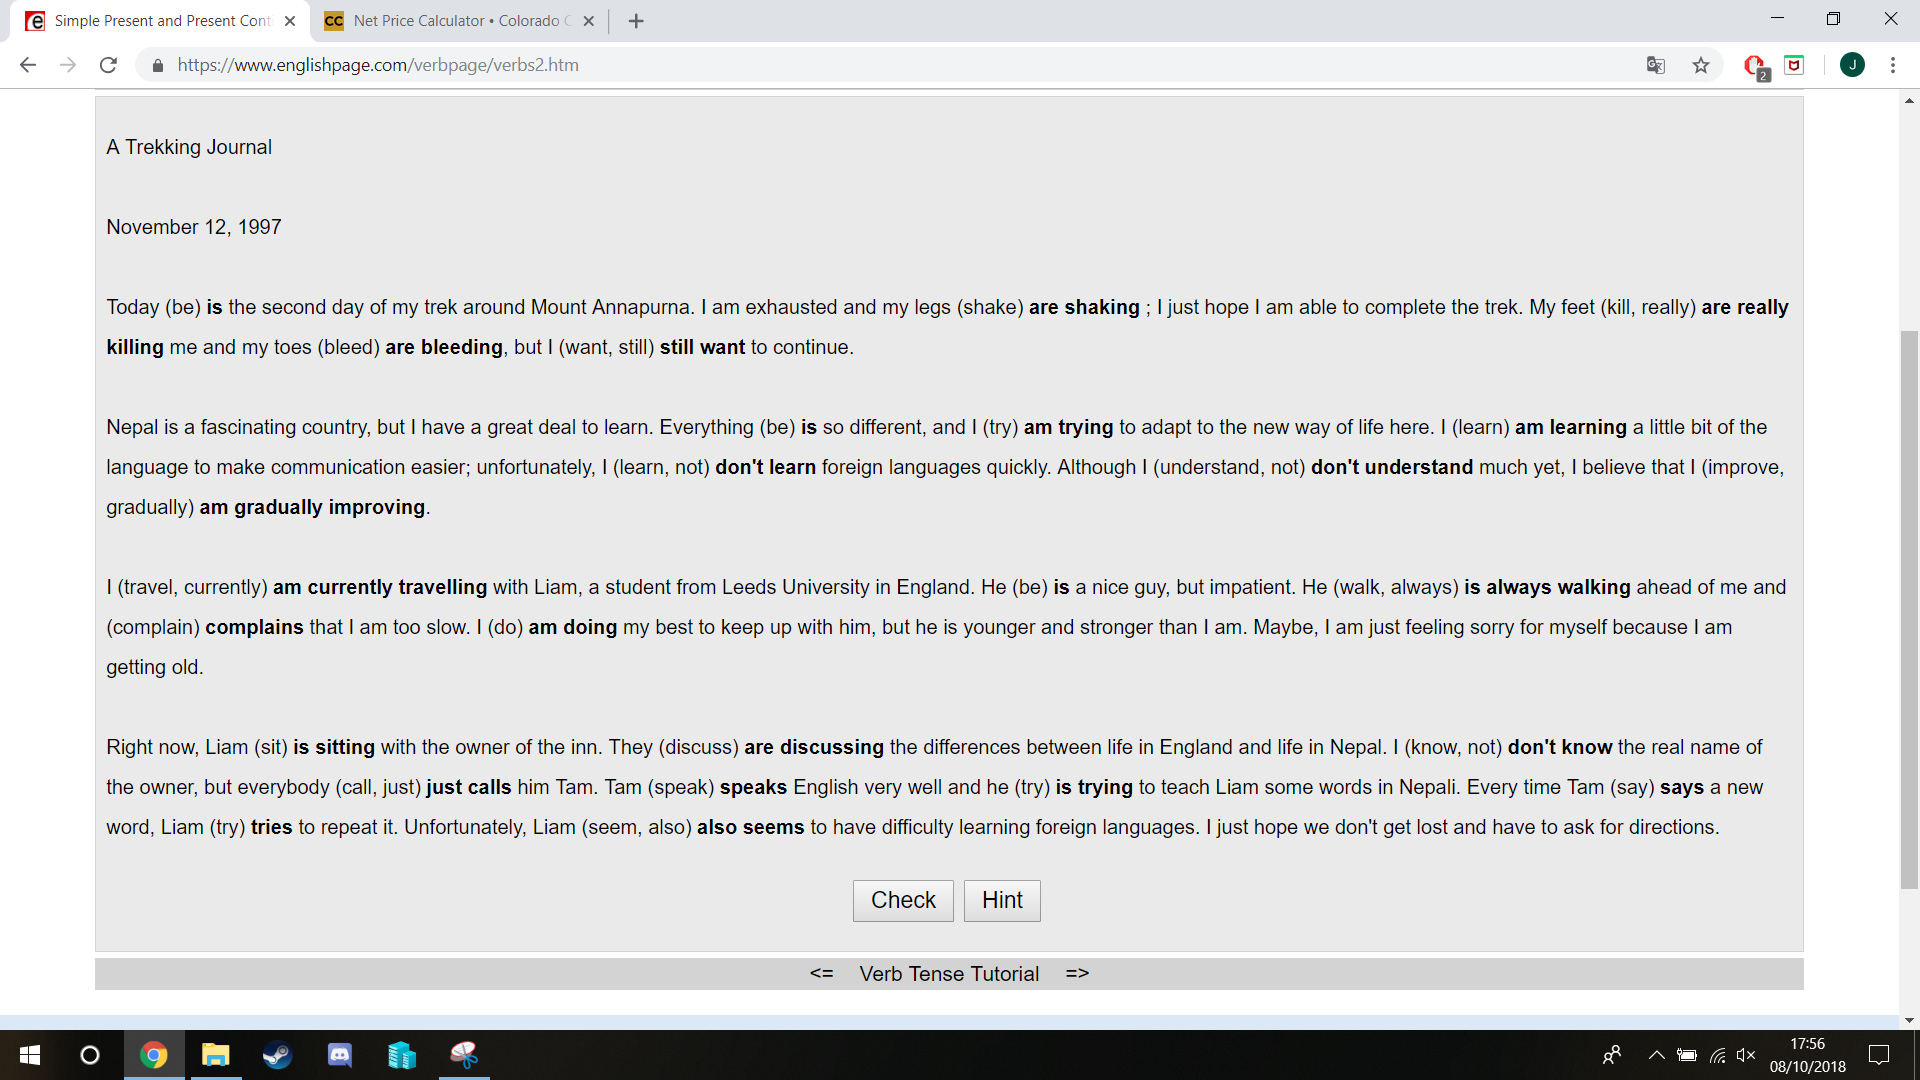 Simple Present and Present Cont
Net Price Calculator • Colorado C
https://www.englishpage.com/verbpage/verbs2.htm
2
J
A Trekking Journal
November 12, 1997
Today (be) is the second day of my trek around Mount Annapurna. I am exhausted and my legs (shake) are shaking ; I just hope I am able to complete the trek. My feet (kill, really) are really
killing me and my toes (bleed) are bleeding, but I (want, still) still want to continue.
Nepal is a fascinating country, but I have a great deal to learn. Everything (be) is so different, and I (try) am trying to adapt to the new way of life here. I (learn) am learning a little bit of the
language to make communication easier; unfortunately, I (learn, not) don't learn foreign languages quickly. Although I (understand, not) don't understand much yet, I believe that I (improve,
gradually) am gradually improving.
I (travel, currently) am currently travelling with Liam, a student from Leeds University in England. He (be) is a nice guy, but impatient. He (walk, always) is always walking ahead of me and
(complain) complains that I am too slow. I (do) am doing my best to keep up with him, but he is younger and stronger than I am. Maybe, I am just feeling sorry for myself because I am
getting old.
Right now, Liam (sit) is sitting with the owner of the inn. They (discuss) are discussing the differences between life in England and life in Nepal. I (know, not) don't know the real name of
the owner, but everybody (call, just) just calls him Tam. Tam (speak) speaks English very well and he (try) is trying to teach Liam some words in Nepali. Every time Tam (say) says a new
word, Liam (try) tries to repeat it. Unfortunately, Liam (seem, also) also seems to have difficulty learning foreign languages. I just hope we don't get lost and have to ask for directions.
Check Hint
<= Verb Tense Tutorial =>
17:56
08/10/2018